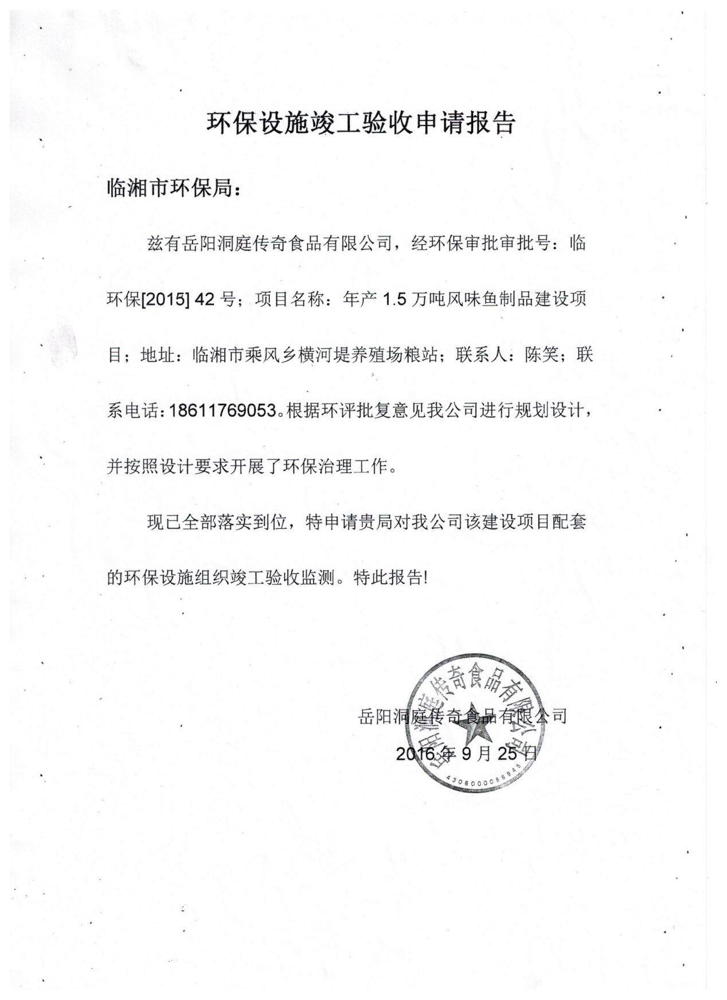 环保设施竣工验收申请报告
临湘市环保局：
兹有岳阳洞庭传奇食品有限公司，经环保审批审批号：临
环保[2015] 42 号；项目名称：年产 1.5 万吨风味鱼制品建设项
目；地址：临湘市乘风乡横河堤养殖场粮站；联系人：陈笑；联
系电话：18611769053。根据环评批复意见我公司进行规划设计，
并按照设计要求开展了环保治理工作。
现已全部落实到位，特申请贵局对我公司该建设项目配套
的环保设施组织竣工验收监测。特此报告!
岳阳洞庭传奇食品有限公司
2016 年 9 月 25 日
岳阳洞庭传奇食品有限公司
4306000066945